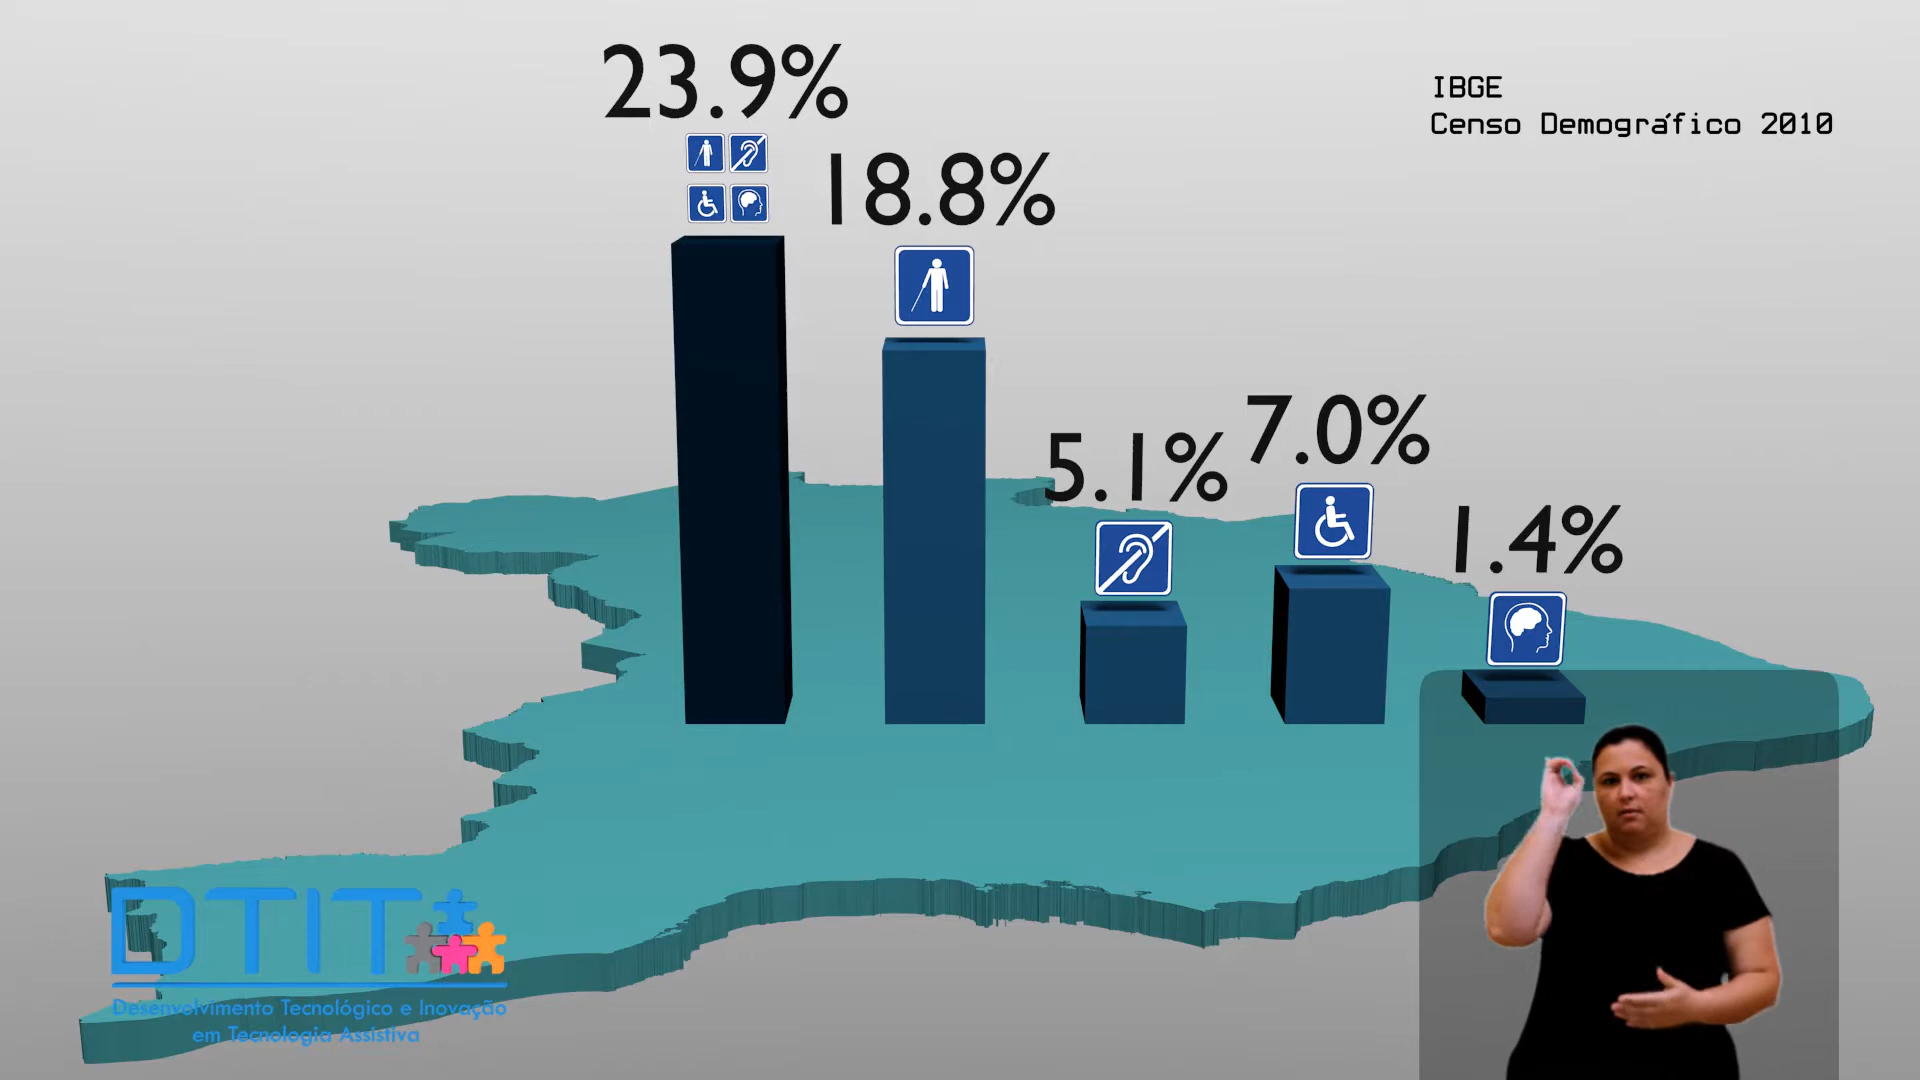 23.9%
18.8%
5.1%
7.0%
1.4%
IBGE
Censo Demográfico 2010
DTIT
Desenvolvimento Tecnológico e Inovação
em Tecnologia Assistiva